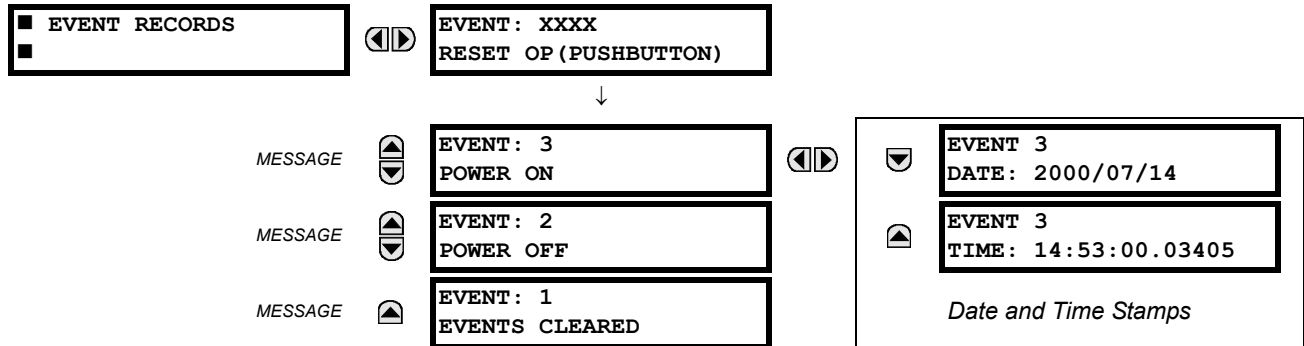 ■ EVENT RECORDS
■
EVENT: XXXX
RESET OP(PUSHBUTTON)
↓
MESSAGE
EVENT: 3
POWER ON
EVENT 3
DATE: 2000/07/14
MESSAGE
EVENT: 2
POWER OFF
EVENT 3
TIME: 14:53:00.03405
MESSAGE
EVENT: 1
EVENTS CLEARED
Date and Time Stamps